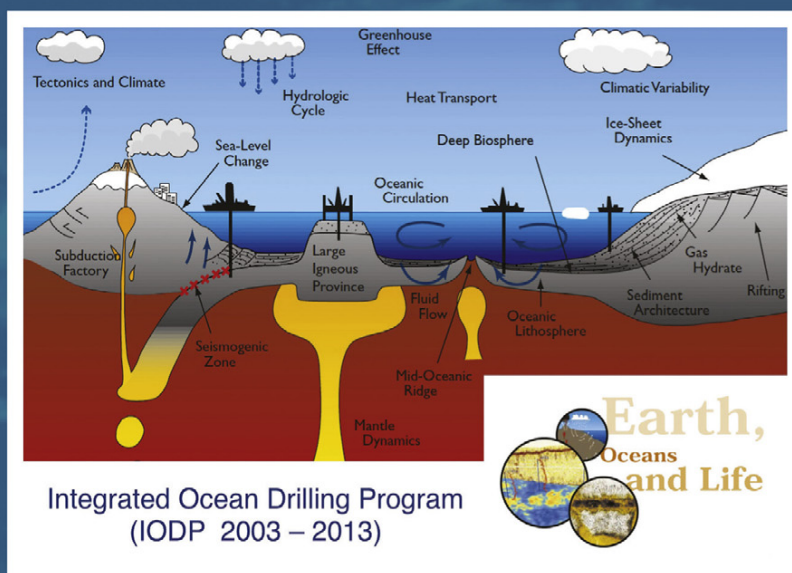 Greenhouse
Effect
Tectonics and Climate
Hydrologic
Cycle
Heat Transport
Climatic Variability
Ice-Sheet
Dynamics
Deep Biosphere
Sea-Level
Change
Oceanic
Circulation
Subduction
Factory
Large
Igneous
Province
Gas
Hydrate
Rifting
Fluid
Flow
Oceanic
Lithosphere
Sediment
Architecture
Seismogenic
Zone
Mid-Oceanic
Ridge
Mantle
Dynamics
Earth,
Oceans
and Life
Integrated Ocean Drilling Program
(IODP 2003 – 2013)